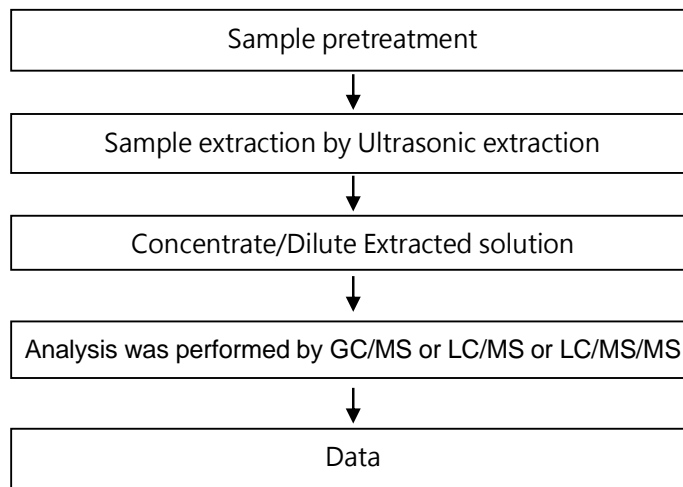 Sample pretreatment
Sample extraction by Ultrasonic extraction
Concentrate/Dilute Extracted solution
Analysis was performed by GC/MS or LC/MS or LC/MS/MS
Data